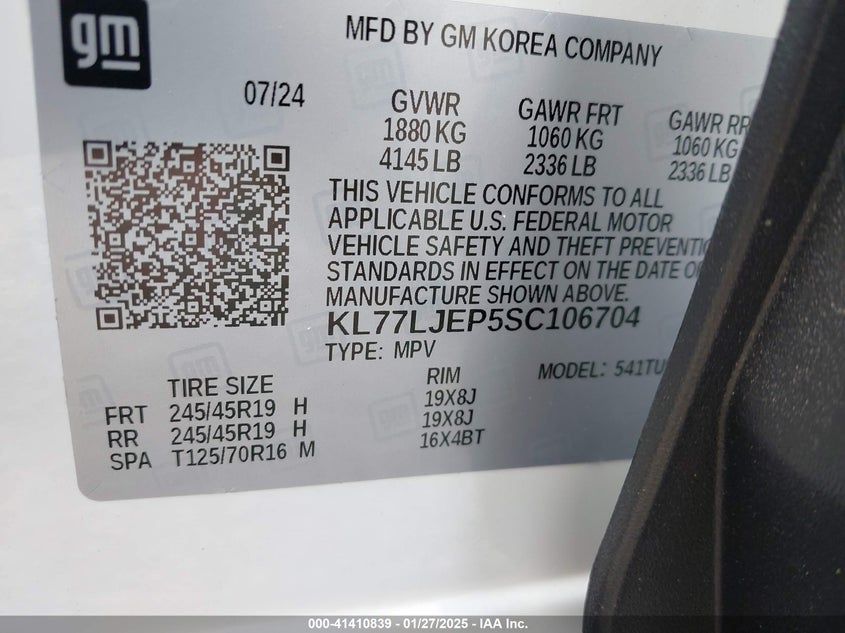 gm
MFD BY GM KOREA COMPANY
07/24
GVWR GAWR FRT GAWR RR
1880 KG 1060 KG 1060 KG
4145 LB 2336 LB 2336 LB
THIS VEHICLE CONFORMS TO ALL
APPLICABLE U.S. FEDERAL MOTOR
VEHICLE SAFETY AND THEFT
STANDARDS IN EFFECT ON THE DATE
MANUFACTURE SHOWN ABOVE.
KL77LJEP5SC106704
TYPE: MPV
MODEL:
TIRE SIZE RIM
FRT 245/45R19 H 19X8J
RR 245/45R19 H 19X8J
SPA T125/70R16 M 16X4BT
000-41410839 • 01/27/2025 - IAA Inc.